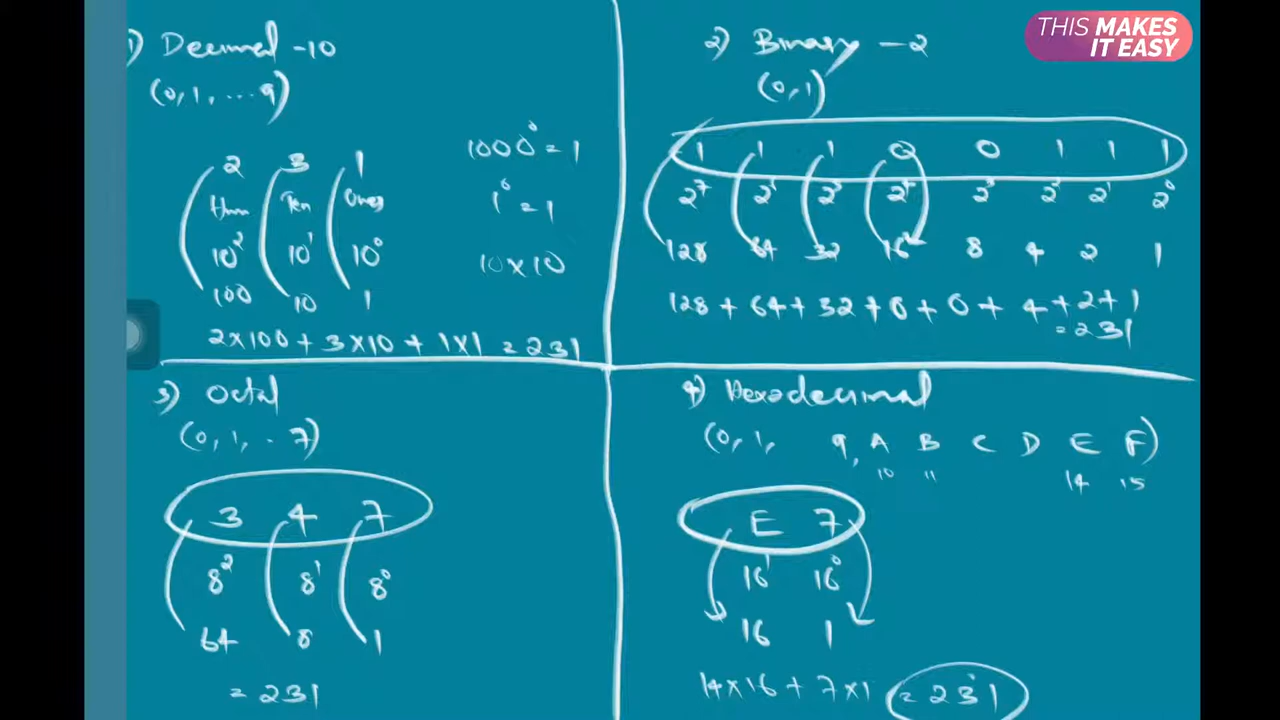 THIS MAKES
IT EASY
1) Decimal -10
(0, 1, ... 9)
2 3 1
Hun Ten Ones
10² 10¹ 10⁰
100 10 1
1000⁰ = 1
1⁰ = 1
10 x 10
2x100 + 3x10 + 1x1 = 231
2) Binary - 2
(0, 1)
1 1 1 0 0 1 1 1
2⁷ 2⁴ 2³ 2¹ 2⁰
128 64 32 16 8 4 2 1
128 + 64 + 32 + 0 + 0 + 4 + 2 + 1
= 231
3) Octal
(0, 1, .. 7)
3 4 7
8² 8¹ 8⁰
64 8 1
= 231
4) Hexadecimal
(0, 1, 9, A B C D E F)
10 11 14 15
E 7
16¹ 16⁰
16 1
14x16 + 7x1 = 231